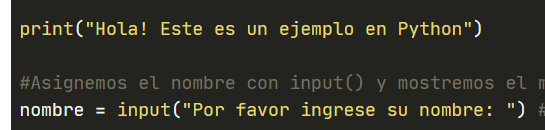 print("Hola! Este es un ejemplo en Python")
#Asignemos el nombre con input() y mostremos el
nombre = input("Por favor ingrese su nombre: ") #